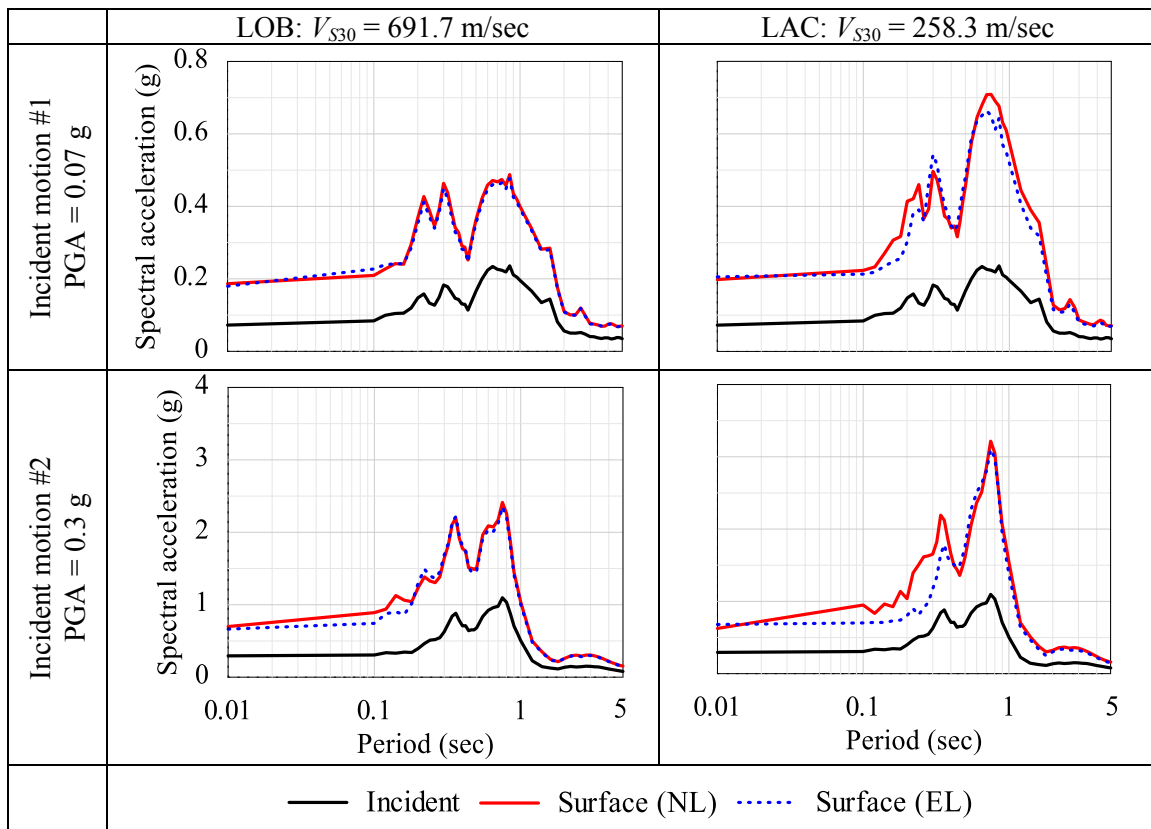 LOB: VS30 = 691.7 m/sec
LAC: VS30 = 258.3 m/sec
Incident motion #1
PGA = 0.07 g
Spectral acceleration (g)
0.8
0.6
0.4
0.2
0
Incident motion #2
PGA = 0.3 g
Spectral acceleration (g)
4
3
2
1
0
0.01
0.1
1
5
Period (sec)
0.01
0.1
1
5
Period (sec)
Incident
Surface (NL)
Surface (EL)